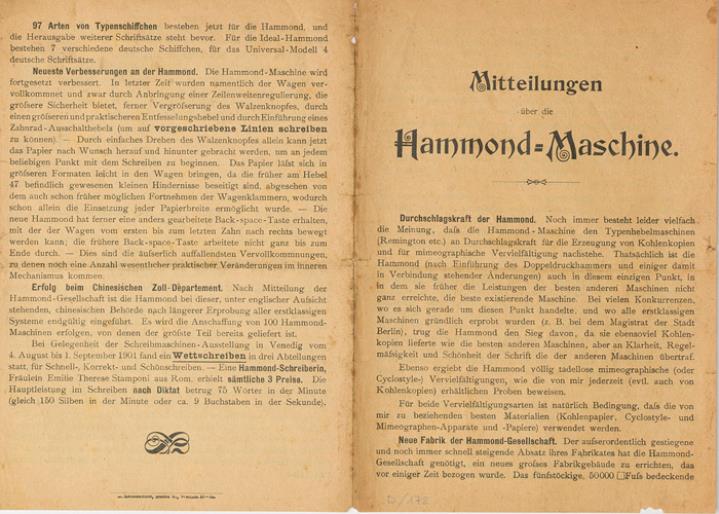 97 Arten von Typenschiffchen bestehen jetzt für die Hammond, und
die Herausgabe weiterer Schriftsätze steht bevor. Für die Ideal-Hammond
bestehen 7 verschiedene deutsche Schiffchen, für das Universal-Modell 4
deutsche Schriftsätze.
Neueste Verbesserungen an der Hammond. Die Hammond-Maschine wird
fortgesetzt verbessert. In letzter Zeit wurden namentlich der Wagen ver-
vollkommnet und zwar durch Anbringung einer Zeilenweitenregulierung, die
größere Sicherheit bietet, ferner Vergrößerung des Walzenknopfes, durch
einen größeren und praktischeren Entfesselungshebel und durch Einführung eines
Zahnrad-Ausschalthebels (um auf vorgeschriebene Linien schreiben
zu können). — Durch einfaches Drehen des Walzenknopfes allein kann jetzt
das Papier nach Wunsch herauf und hinunter gebracht werden, um an jedem
beliebigen Punkt mit dem Schreiben zu beginnen. Das Papier läßt sich in
größeren Formaten leicht in den Wagen bringen, da die früher am Hebel
47 befindlich gewesenen kleinen Hindernisse beseitigt sind, abgesehen von
dem auch schon früher möglichen Fortnehmen der Wagenklammern, wodurch
schon allein die Einsetzung jeder Papierbreite ermöglicht wurde. — Die
neue Hammond hat ferner eine anders gearbeitete Back-space-Taste erhalten,
mit der der Wagen vom ersten bis zum letzten Zahn nach rechts bewegt
werden kann; die frühere Back-space-Taste arbeitete nicht ganz bis zum
Ende durch. — Dies sind die äußerlich auffallendsten Vervollkommnungen,
zu denen noch eine Anzahl wesentlicher praktischer Veränderungen im inneren
Mechanismus kommen.
Erfolg beim Chinesischen Zoll-Département. Nach Mitteilung der
Hammond-Gesellschaft ist die Hammond bei dieser, unter englischer Aufsicht
stehenden, chinesischen Behörde nach längerer Erprobung aller erstklassigen
Systeme endgültig eingeführt. Es wird die Anschaffung von 100 Hammond-
Maschinen erfolgen, von denen der größte Teil bereits geliefert ist.
Bei Gelegenheit der Schreibmaschinen-Ausstellung in Venedig vom
4. August bis 1. September 1901 fand ein Wettschreiben in drei Abteilungen
statt, für Schnell-, Korrekt- und Schönschreiben. — Eine Hammond-Schreiberin,
Fräulein Emilie Therese Stamponi aus Rom, erhielt sämtliche 3 Preise. Die
Hauptleistung im Schreiben nach Diktat betrug 75 Wörter in der Minute
(gleich 150 Silben in der Minute oder ca. 9 Buchstaben in der Sekunde).
Mitteilungen
über die
Hammond=Maschine.
Durchschlagskraft der Hammond. Noch immer besteht leider vielfach
die Meinung, daß die Hammond-Maschine den Typenhebelmaschinen
(Remington etc.) an Durchschlagskraft für die Erzeugung von Kohlenkopien
und für mimeographische Vervielfältigung nachstehe. Thatsächlich ist die
Hammond (nach Einführung des Doppeldruckhammers und einiger damit
in Verbindung stehender Änderungen) auch in diesem einzigen Punkt, in
in dem sie früher die Leistungen der besten anderen Maschinen nicht
ganz erreichte, die beste existierende Maschine. Bei vielen Konkurrenzen,
wo es sich gerade um diesen Punkt handelte, und wo alle erstklassigen
Maschinen gründlich erprobt wurden (z. B. bei dem Magistrat der Stadt
Berlin), trug die Hammond den Sieg davon, da sie ebensoviel Kohlen-
kopien lieferte wie die besten anderen Maschinen, aber an Klarheit, Regel-
mäßigkeit und Schönheit der Schrift die der anderen Maschinen übertraf.
Ebenso ergiebt die Hammond völlig tadellose mimeographische (oder
Cyclostyle-) Vervielfältigungen, wie die von mir jederzeit (evtl. auch von
Kohlenkopien) erhältlichen Proben beweisen.
Für beide Vervielfältigungsarten ist natürlich Bedingung, daß die von
mir zu beziehenden besten Materialien (Kohlenpapier, Cyclostyle- und
Mimeographen-Apparate und -Papiere) verwendet werden.
Neue Fabrik der Hammond-Gesellschaft. Der außerordentlich gestiegene
und noch immer schnell steigende Absatz ihres Fabrikates hat die Hammond-
Gesellschaft genötigt, ein neues großes Fabrikgebäude zu errichten, das
vor einiger Zeit bezogen wurde. Das fünfstöckige, 50000 □Fuß bedeckende